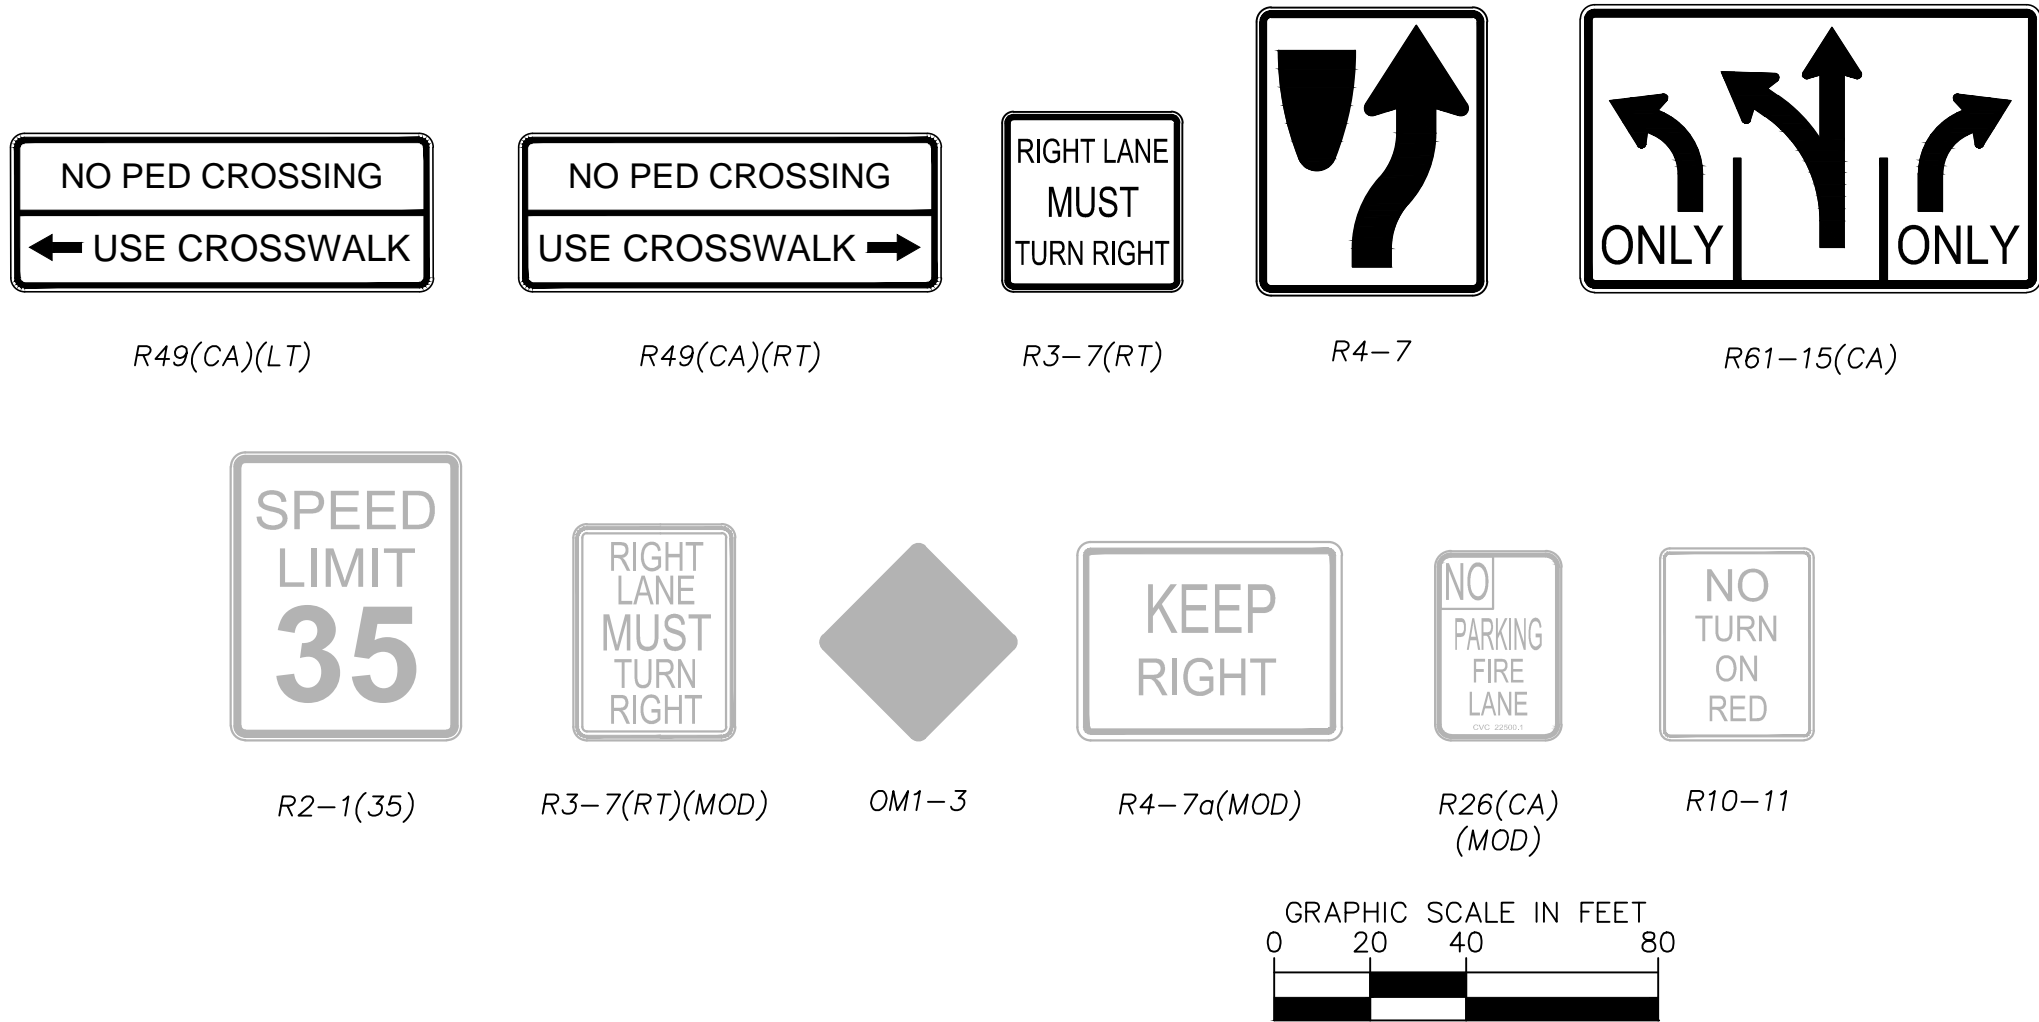 NO PED CROSSING
USE CROSSWALK
NO PED CROSSING
USE CROSSWALK
RIGHT LANE
MUST
TURN RIGHT
ONLY
ONLY
R49(CA)(LT)
R49(CA)(RT)
R3-7(RT)
R4-7
R61-15(CA)
SPEED
LIMIT
35
RIGHT
LANE
MUST
TURN
RIGHT
KEEP
RIGHT
NO
PARKING
FIRE
LANE
CVC 22500.1
NO
TURN
ON
RED
R2-1(35)
R3-7(RT)(MOD)
OM1-3
R4-7a(MOD)
R26(CA)
(MOD)
R10-11
GRAPHIC SCALE IN FEET
0 20 40 80